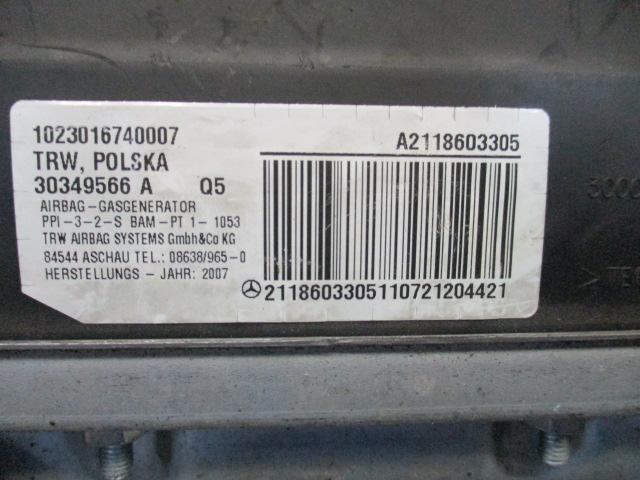 1023016740007
TRW, POLSKA
30349566 A Q5
AIRBAG-GASGENERATOR
PPI-3-2-S BAM-PT 1- 1053
TRW AIRBAG SYSTEMS GmbH&Co KG
84544 ASCHAU TEL.: 08638/965-0
HERSTELLUNGS - JAHR: 2007
A2118603305
2118603305110721204421